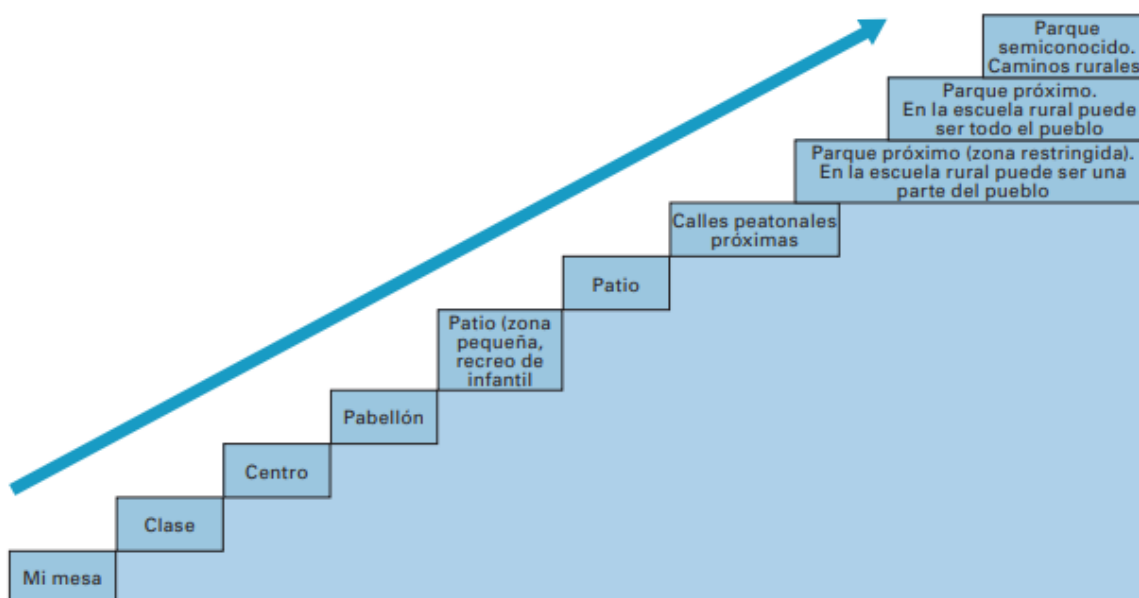 Parque
semiconocido.
Caminos rurales
Parque próximo.
En la escuela rural puede
ser todo el pueblo
Parque próximo (zona restringida).
En la escuela rural puede ser una
parte del pueblo
Calles peatonales
próximas
Patio
Patio (zona
pequeña,
recreo de
infantil
Pabellón
Centro
Clase
Mi mesa